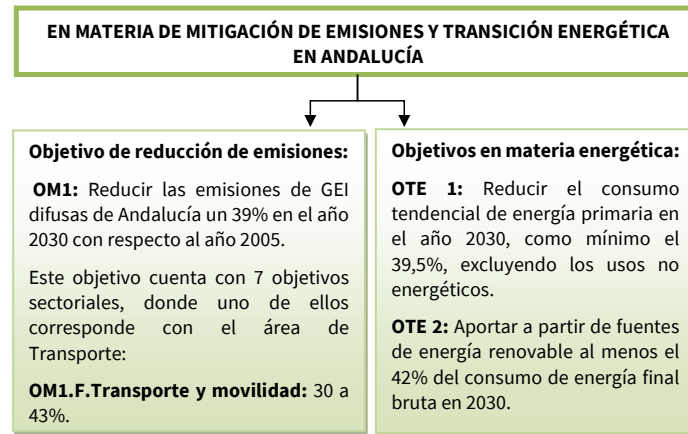 EN MATERIA DE MITIGACIÓN DE EMISIONES Y TRANSICIÓN ENERGÉTICA
EN ANDALUCÍA
Objetivo de reducción de emisiones:
OM1: Reducir las emisiones de GEI
difusas de Andalucía un 39% en el año
2030 con respecto al año 2005.
Este objetivo cuenta con 7 objetivos
sectoriales, donde uno de ellos
corresponde con el área de
Transporte:
OM1.F.Transporte y movilidad: 30 a
43%.
Objetivos en materia energética:
OTE 1: Reducir el consumo
tendencial de energía primaria en
el año 2030, como mínimo el
39,5%, excluyendo los usos no
energéticos.
OTE 2: Aportar a partir de fuentes
de energía renovable al menos el
42% del consumo de energía final
bruta en 2030.